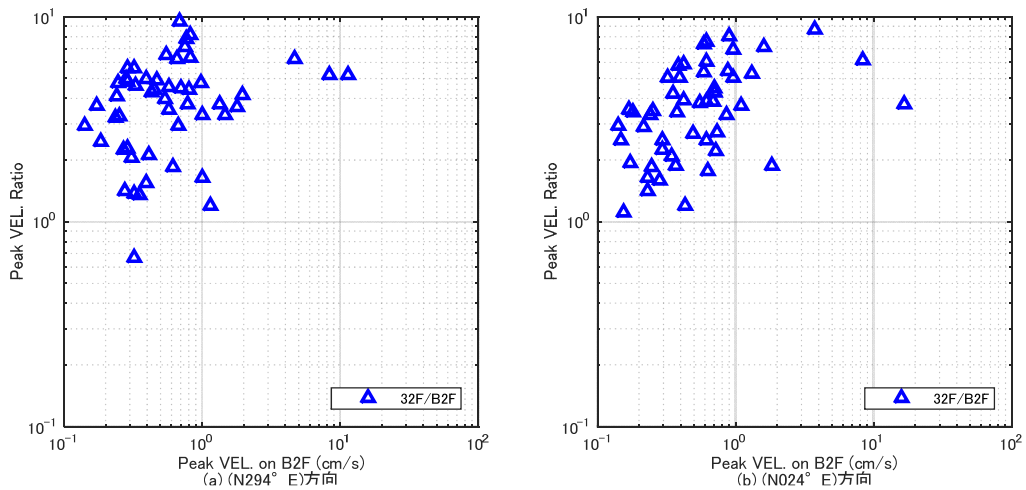 10¹
10⁰
10⁻¹
Peak VEL. Ratio
32F/B2F
10⁻¹ 10⁰ 10¹ 10²
Peak VEL. on B2F (cm/s)
(a) (N294° E)方向
10¹
10⁰
10⁻¹
Peak VEL. Ratio
32F/B2F
10⁻¹ 10⁰ 10¹ 10²
Peak VEL. on B2F (cm/s)
(b) (N024° E)方向